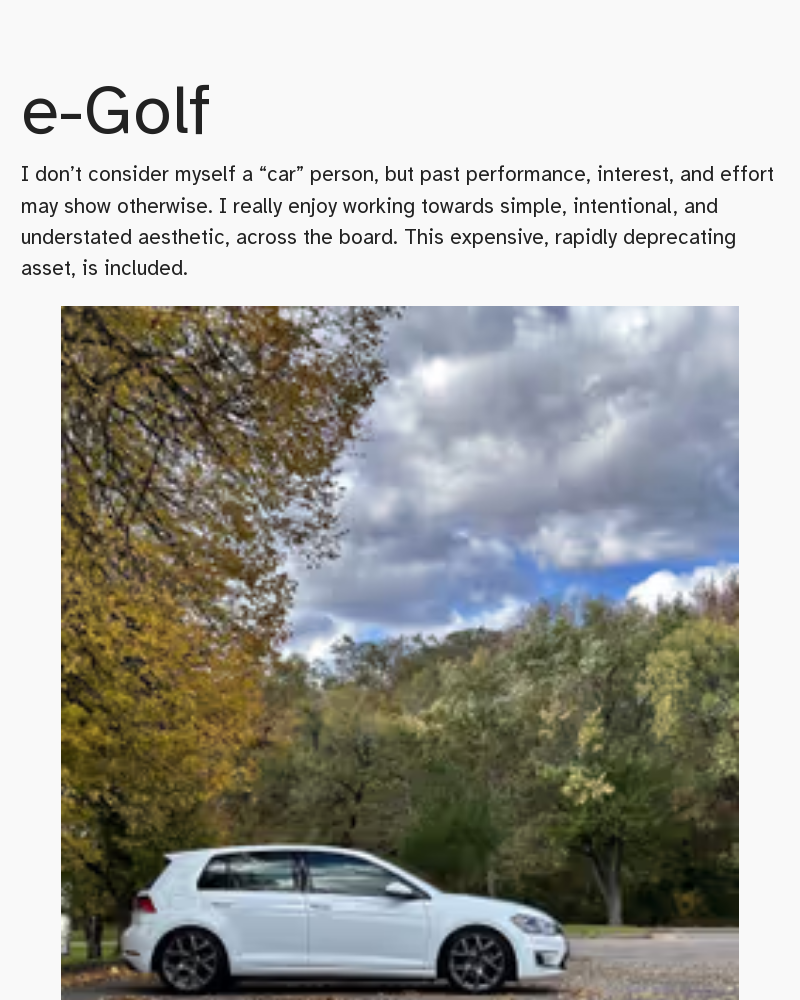 e-Golf
I don’t consider myself a “car” person, but past performance, interest, and effort
may show otherwise. I really enjoy working towards simple, intentional, and
understated aesthetic, across the board. This expensive, rapidly deprecating
asset, is included.